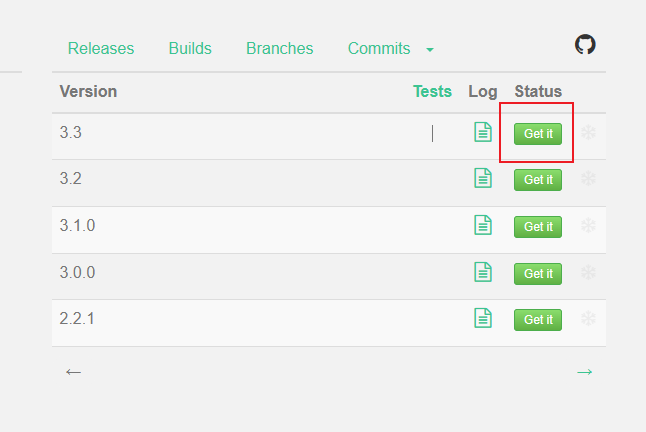 Releases Builds Branches Commits
Version Tests Log Status
3.3 Get it
3.2 Get it
3.1.0 Get it
3.0.0 Get it
2.2.1 Get it
← →